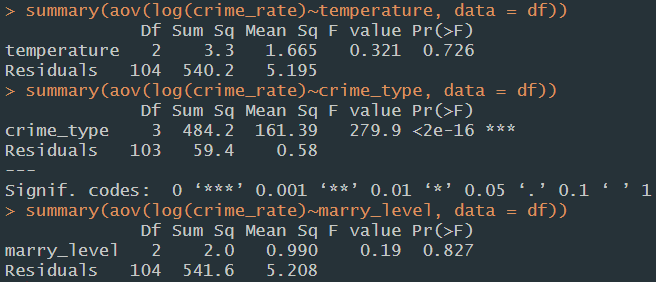 > summary(aov(log(crime_rate)~temperature, data = df))
Df Sum Sq Mean Sq F value Pr(>F)
temperature 2 3.3 1.665 0.321 0.726
Residuals 104 540.2 5.195
> summary(aov(log(crime_rate)~crime_type, data = df))
Df Sum Sq Mean Sq F value Pr(>F)
crime_type 3 484.2 161.39 279.9 <2e-16 ***
Residuals 103 59.4 0.58
---
Signif. codes: 0 ‘***’ 0.001 ‘**’ 0.01 ‘*’ 0.05 ‘.’ 0.1 ‘ ’ 1
> summary(aov(log(crime_rate)~marry_level, data = df))
Df Sum Sq Mean Sq F value Pr(>F)
marry_level 2 2.0 0.990 0.19 0.827
Residuals 104 541.6 5.208